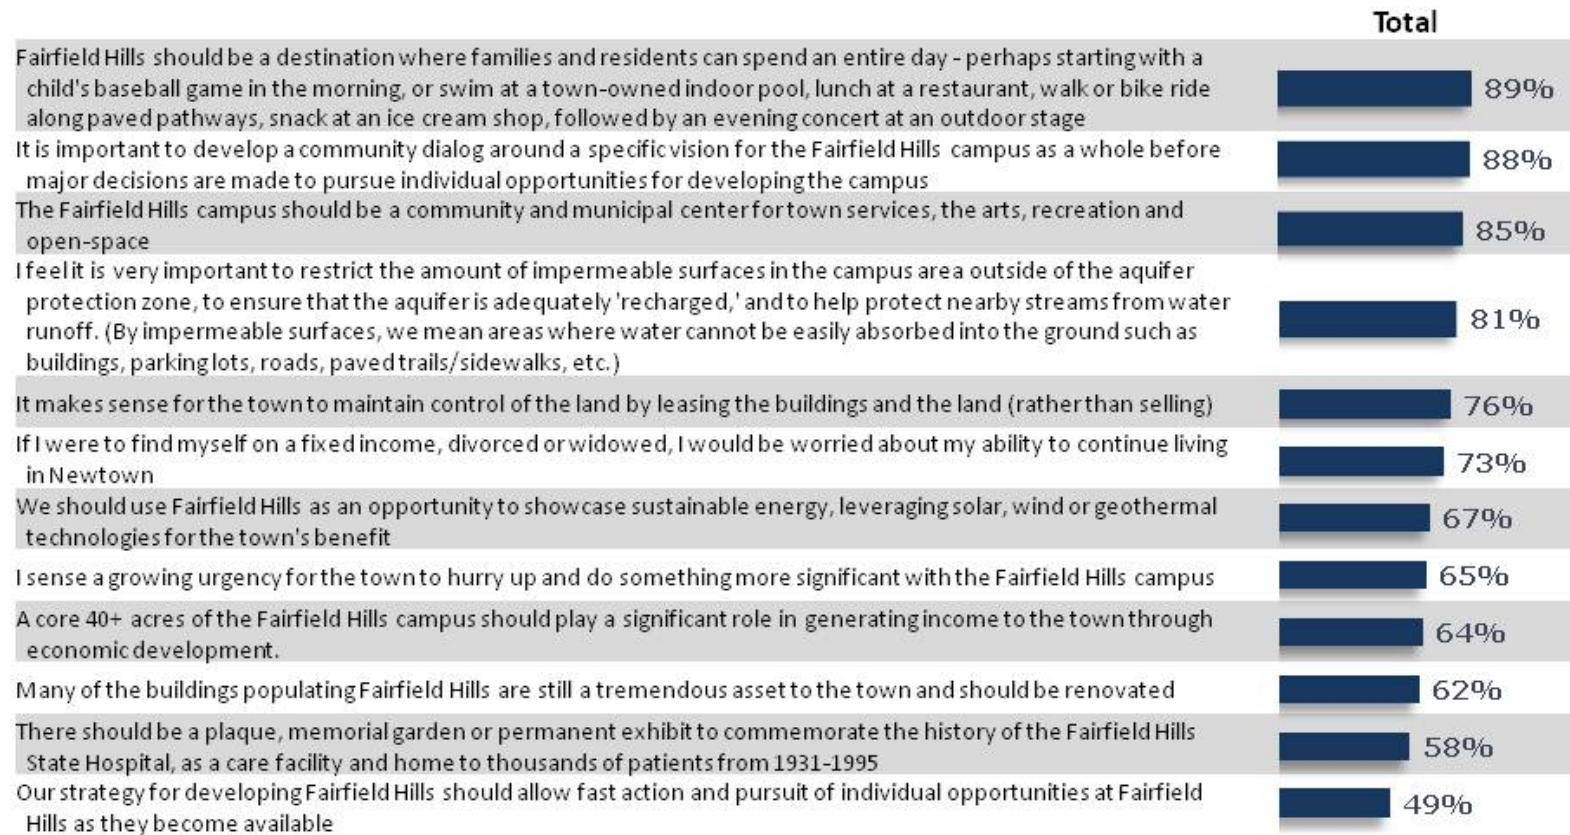 Total
Fairfield Hills should be a destination where families and residents can spend an entire day - perhaps starting with a
child's baseball game in the morning, or swim at a town-owned indoor pool, lunch at a restaurant, walk or bike ride
along paved pathways, snack at an ice cream shop, followed by an evening concert at an outdoor stage
89%
It is important to develop a community dialog around a specific vision for the Fairfield Hills campus as a whole before
major decisions are made to pursue individual opportunities for developing the campus
88%
The Fairfield Hills campus should be a community and municipal center for town services, the arts, recreation and
open-space
85%
I feel it is very important to restrict the amount of impermeable surfaces in the campus area outside of the aquifer
protection zone, to ensure that the aquifer is adequately 'recharged,' and to help protect nearby streams from water
runoff. (By impermeable surfaces, we mean areas where water cannot be easily absorbed into the ground such as
buildings, parking lots, roads, paved trails/sidewalks, etc.)
81%
It makes sense for the town to maintain control of the land by leasing the buildings and the land (rather than selling)
76%
If I were to find myself on a fixed income, divorced or widowed, I would be worried about my ability to continue living
in Newtown
73%
We should use Fairfield Hills as an opportunity to showcase sustainable energy, leveraging solar, wind or geothermal
technologies for the town's benefit
67%
I sense a growing urgency for the town to hurry up and do something more significant with the Fairfield Hills campus
65%
A core 40+ acres of the Fairfield Hills campus should play a significant role in generating income to the town through
economic development.
64%
Many of the buildings populating Fairfield Hills are still a tremendous asset to the town and should be renovated
62%
There should be a plaque, memorial garden or permanent exhibit to commemorate the history of the Fairfield Hills
State Hospital, as a care facility and home to thousands of patients from 1931-1995
58%
Our strategy for developing Fairfield Hills should allow fast action and pursuit of individual opportunities at Fairfield
Hills as they become available
49%